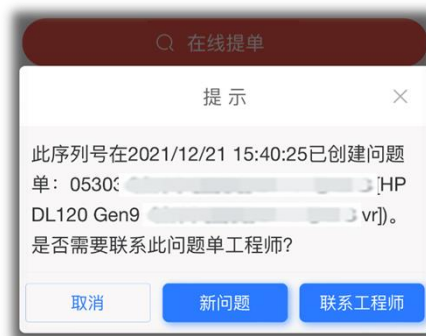 在线提单
提示
此序列号在2021/12/21 15:40:25已创建问题
单：0530 [HP
DL120 Gen9 vr])。
是否需要联系此问题单工程师?
取消
新问题
联系工程师